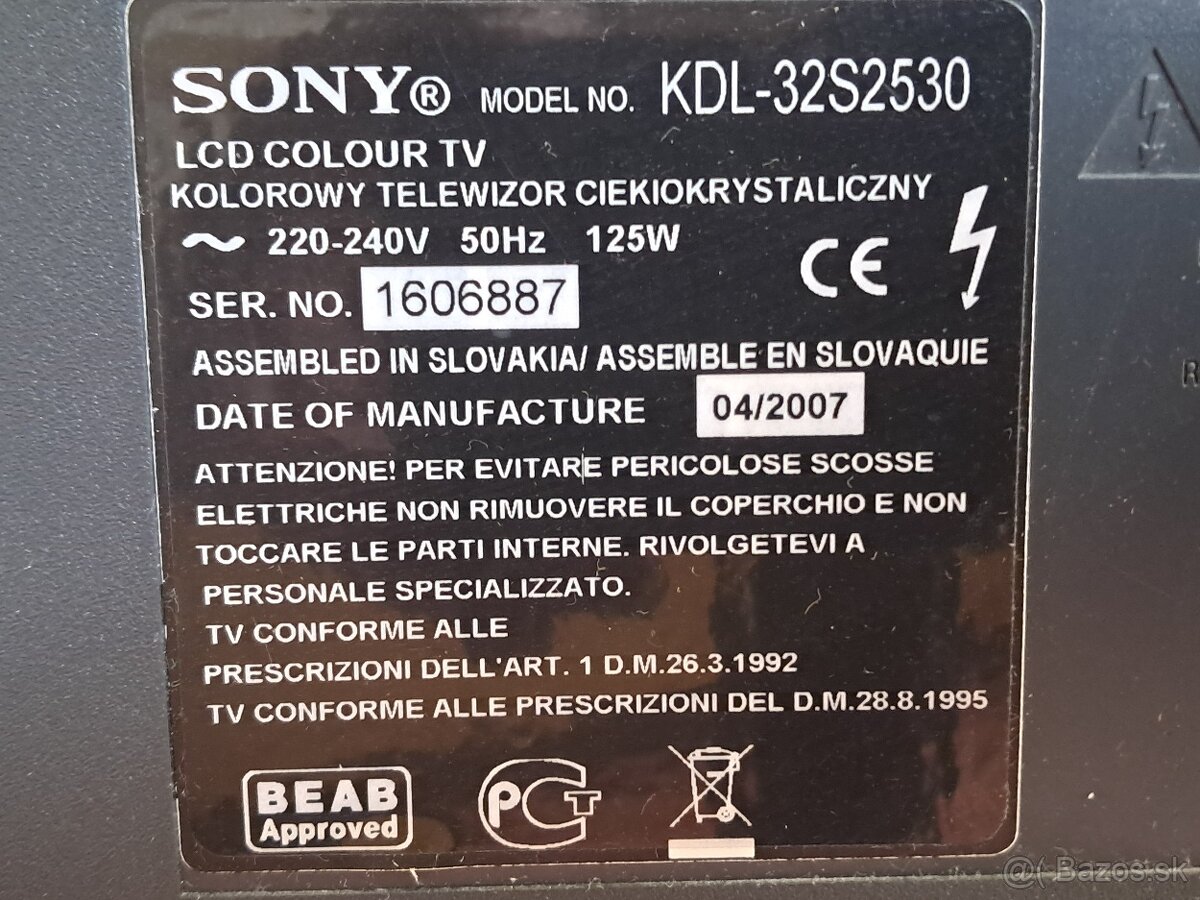 SONY® MODEL NO. KDL-32S2530
LCD COLOUR TV
KOLOROWY TELEWIZOR CIEKIOKRYSTALICZNY
~ 220-240V 50Hz 125W
CE
SER. NO. 1606887
ASSEMBLED IN SLOVAKIA/ ASSEMBLE EN SLOVAQUIE
DATE OF MANUFACTURE 04/2007
ATTENZIONE! PER EVITARE PERICOLOSE SCOSSE
ELETTRICHE NON RIMUOVERE IL COPERCHIO E NON
TOCCARE LE PARTI INTERNE. RIVOLGETEVI A
PERSONALE SPECIALIZZATO.
TV CONFORME ALLE
PRESCRIZIONI DELL'ART. 1 D.M.26.3.1992
TV CONFORME ALLE PRESCRIZIONI DEL D.M.28.8.1995
BEAB
Approved
PCT
@( Bazos.sk